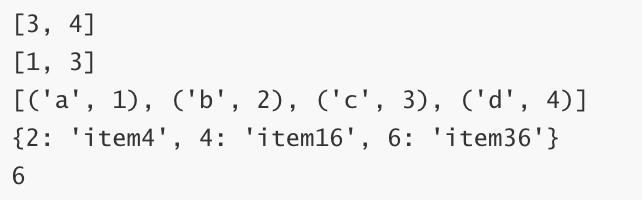 [3, 4]
[1, 3]
[('a', 1), ('b', 2), ('c', 3), ('d', 4)]
{2: 'item4', 4: 'item16', 6: 'item36'}
6